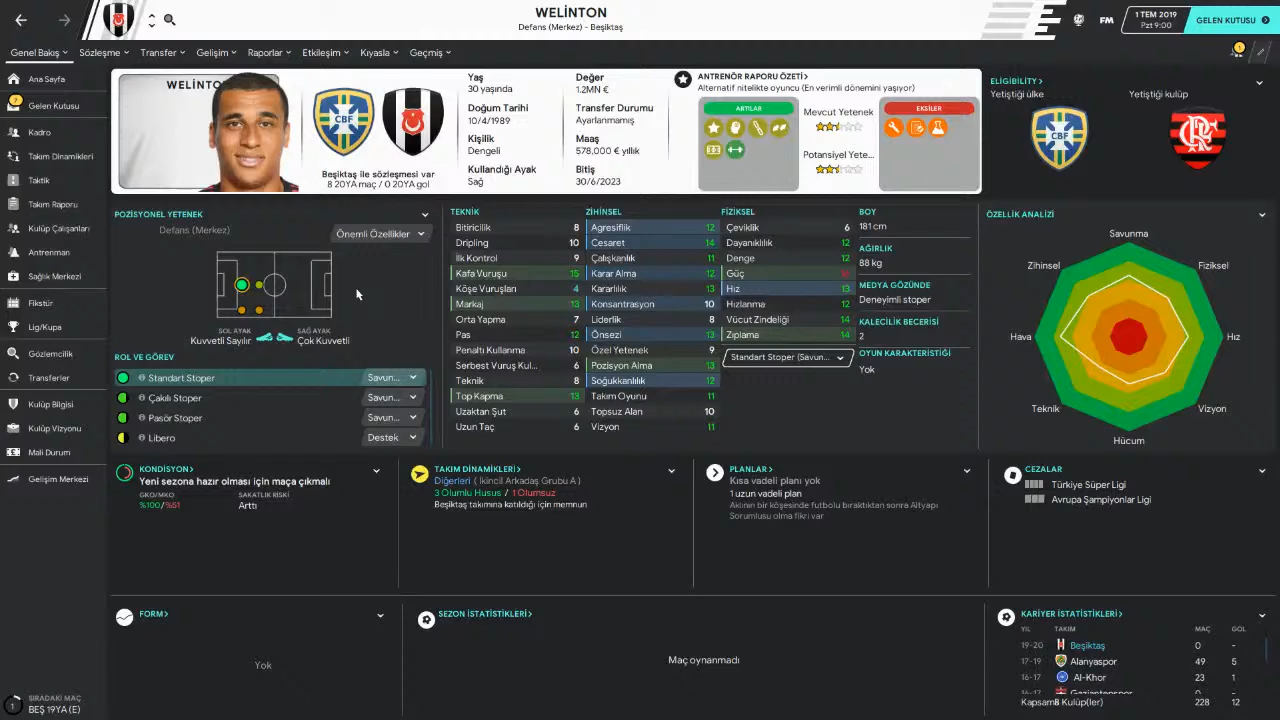 WELINTON
Defans (Merkez) - Beşiktaş
FM
1 TEM 2019
Pzt 9:00
GELEN KUTUSU
Genel Bakış
Sözleşme
Transfer
Gelişim
Raporlar
Etkileşim
Kıyasla
Geçmiş
1
Ana Sayfa
7
Gelen Kutusu
Kadro
Takım Dinamikleri
Taktik
Takım Raporu
Kulüp Çalışanları
Antrenman
Sağlık Merkezi
Fikstür
Lig/Kupa
Gözlemcilik
Transferler
Kulüp Bilgisi
Kulüp Vizyonu
Mali Durum
Gelişim Merkezi
1
SIRADAKİ MAÇ
BEŞ 19YA (E)
WELINTO
CBF
Beşiktaş ile sözleşmesi var
8 20YA maç / 0 20YA gol
Yaş
30 yaşında
Doğum Tarihi
10/4/1989
Kişilik
Dengeli
Kullandığı Ayak
Sağ
Değer
1.2MN €
Transfer Durumu
Ayarlanmamış
Maaş
578,000 € yıllık
Bitiş
30/6/2023
ANTRENÖR RAPORU ÖZETİ>
Alternatif nitelikte oyuncu (En verimli dönemini yaşıyor)
ARTILAR
Mevcut Yetenek
Potansiyel Yete...
EKSİLER
ELİGİBİLİTY >
Yetiştiği ülke
Yetiştiği kulüp
CBF
POZİSYONEL YETENEK
Defans (Merkez)
Önemli Özellikler
SOL AYAK
Kuvvetli Sayılır
SAĞ AYAK
Çok Kuvvetli
ROL VE GÖREV
Standart Stoper Savun...
Çakılı Stoper Savun...
Pasör Stoper Savun...
Libero Destek
TEKNİK
Bitiricilik 8
Dripling 10
İlk Kontrol 9
Kafa Vuruşu 15
Köşe Vuruşları 4
Markaj 13
Orta Yapma 7
Pas 12
Penaltı Kullanma 10
Serbest Vuruş Kul... 6
Teknik 8
Top Kapma 13
Uzaktan Şut 6
Uzun Taç 6
ZİHİNSEL
Agresiflik 12
Cesaret 14
Çalışkanlık 11
Karar Alma 12
Kararlılık 13
Konsantrasyon 10
Liderlik 8
Önsezi 13
Özel Yetenek 9
Pozisyon Alma 13
Soğukkanlılık 12
Takım Oyunu 11
Topsuz Alan 10
Vizyon 11
FİZİKSEL
Çeviklik 6
Dayanıklılık 12
Denge 12
Güç
Hız 13
Hızlanma 12
Vücut Zindeliği 14
Zıplama 14
Standart Stoper (Savun...
BOY
181 cm
AĞIRLIK
88 kg
MEDYA GÖZÜNDE
Deneyimli stoper
KALECİLİK BECERİSİ
2
OYUN KARAKTERİSTİĞİ
Yok
ÖZELLİK ANALİZİ
Savunma
Zihinsel
Fiziksel
Hava
Hız
Teknik
Vizyon
Hücum
KONDİSYON>
Yeni sezona hazır olması için maça çıkmalı
GKO/MKO
%100/%51
SAKATLIK RİSKİ
Arttı
TAKIM DİNAMİKLERİ>
Diğerleri ( İkincil Arkadaş Grubu A )
3 Olumlu Husus / 1 Olumsuz
Beşiktaş takımına katıldığı için memnun
PLANLAR >
Kısa vadeli planı yok
1 uzun vadeli plan
Aklının bir köşesinde futbolu bıraktıktan sonra Altyapı
Sorumlusu olma fikri var
CEZALAR
Türkiye Süper Ligi
Avrupa Şampiyonlar Ligi
FORM>
Yok
SEZON İSTATİSTİKLERİ>
Maç oynanmadı
KARİYER İSTATİSTİKLERİ>
YIL TAKIM MAÇ GOL
19-20 Beşiktaş 0 -
17-19 Alanyaspor 49 5
16-17 Al-Khor 23 1
16-17 Gaziantepspor
Kulüp(ler) 228 12